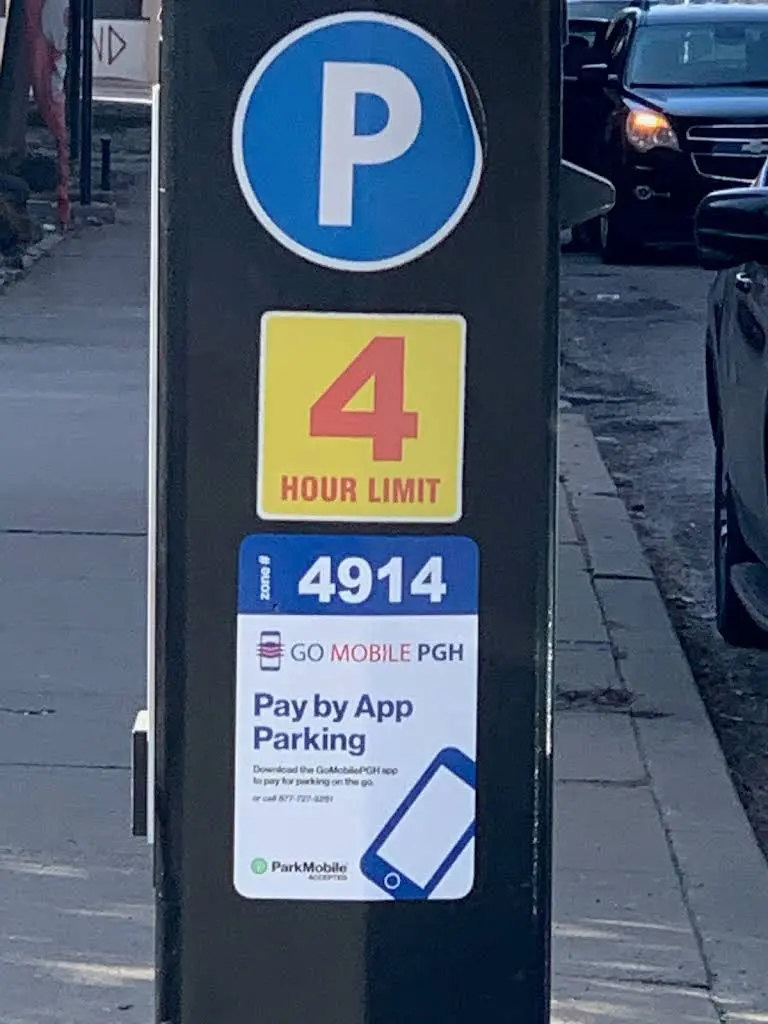 ND
P
4
HOUR LIMIT
zone # 4914
GO MOBILE PGH
Pay by App
Parking
Download the GoMobilePGH app
to pay for parking on the go.
or call 877-727-
ParkMobile
ACCEPTED